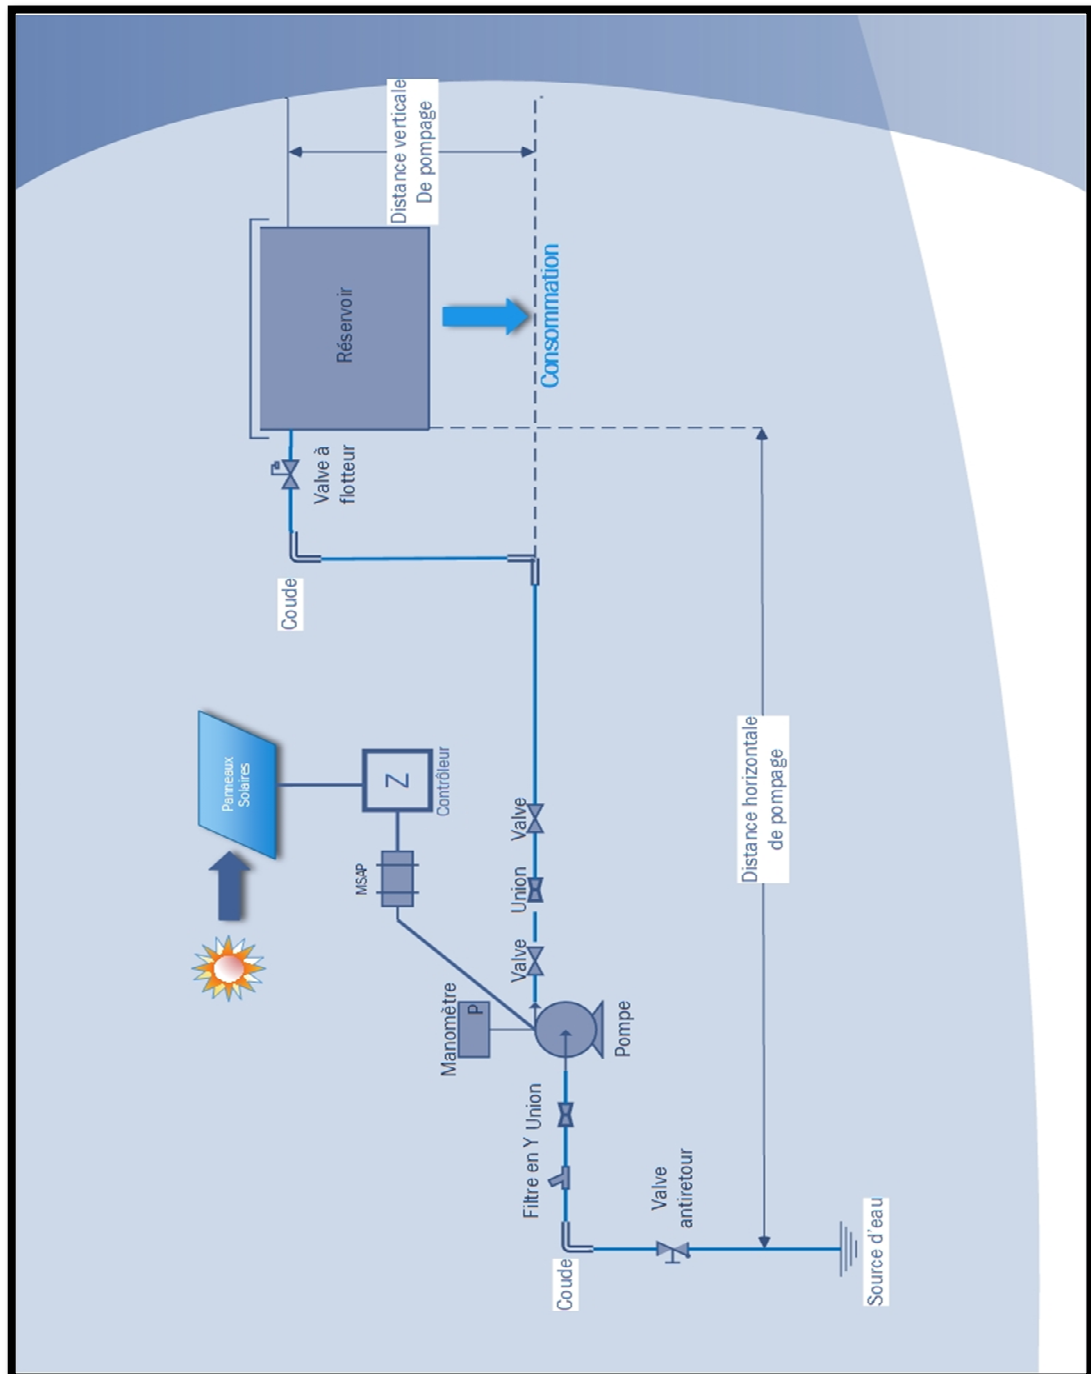 Distance verticale
De pompage
Réservoir
Consommation
Valve à
flotteur
Coude
Panneaux
Solaires
Z
Contrôleur
MSAP
Valve
Union
Valve
Distance horizontale
de pompage
Manomètre
P
Pompe
Union
Filtre en Y
Valve
antiretour
Coude
Source d'eau